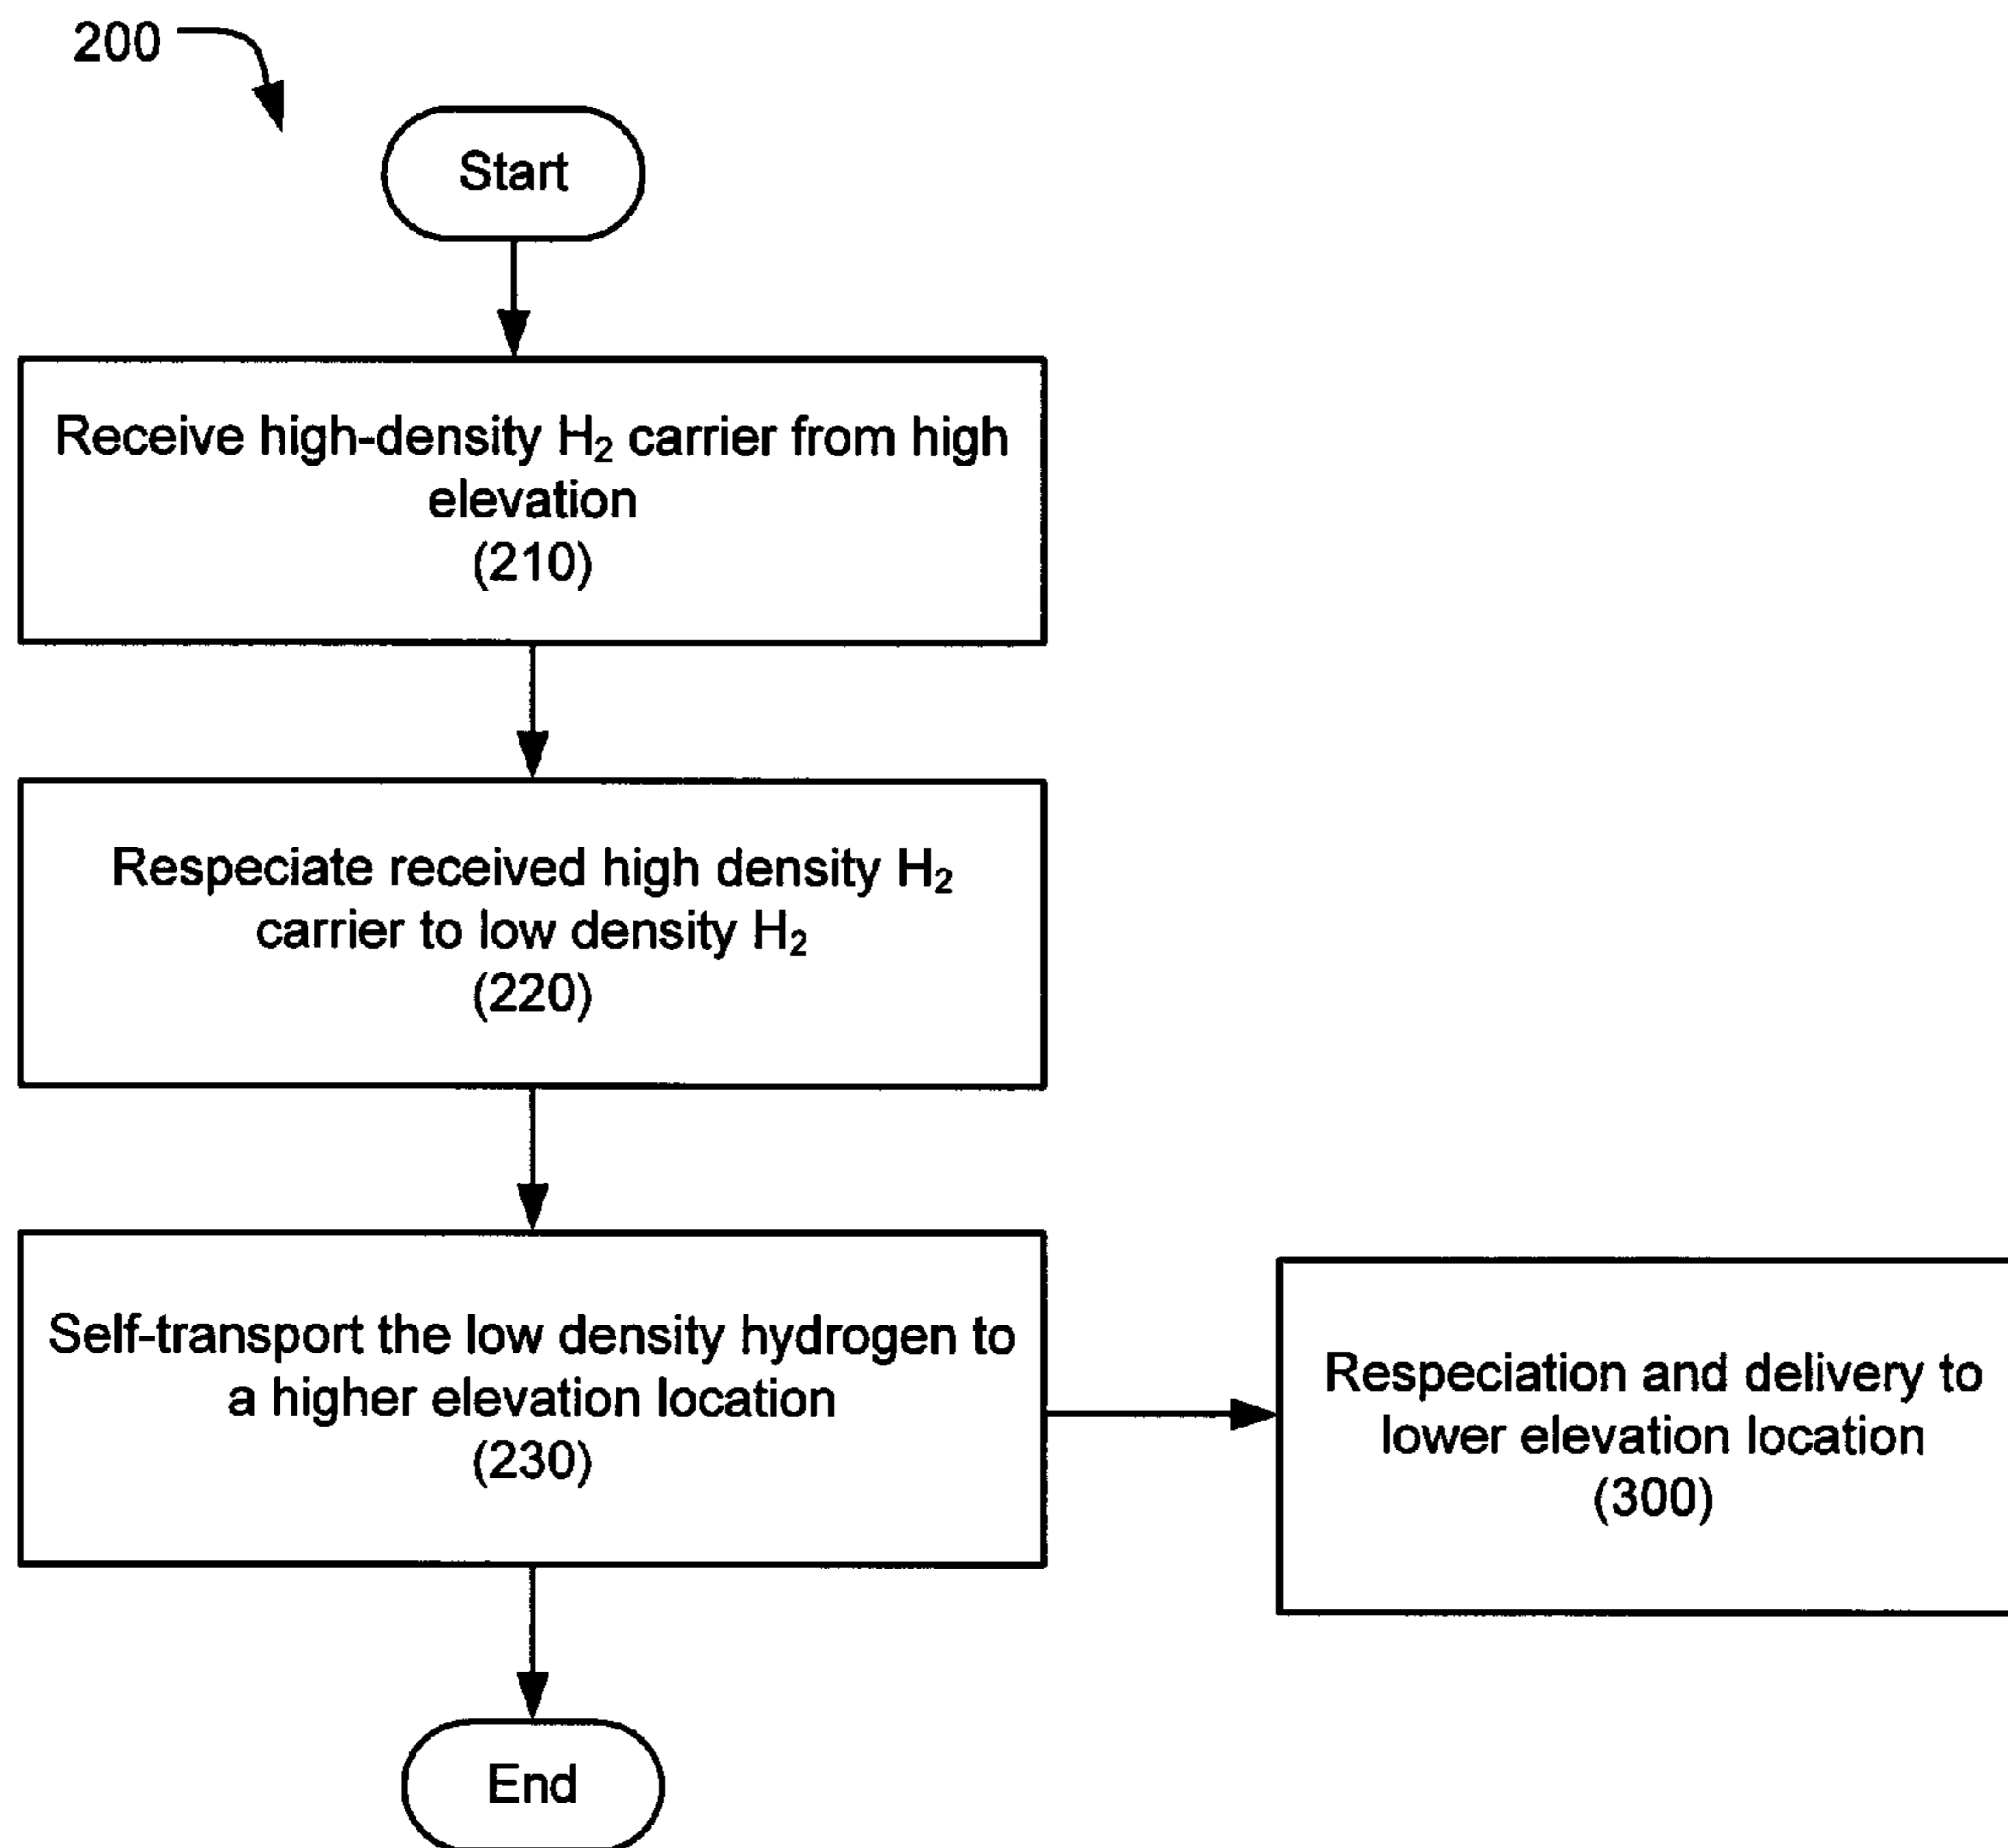 200
Start
Receive high-density H₂ carrier from high
elevation
(210)
Respeciate received high density H₂
carrier to low density H₂
(220)
Self-transport the low density hydrogen to
a higher elevation location
(230)
Respeciation and delivery to
lower elevation location
(300)
End